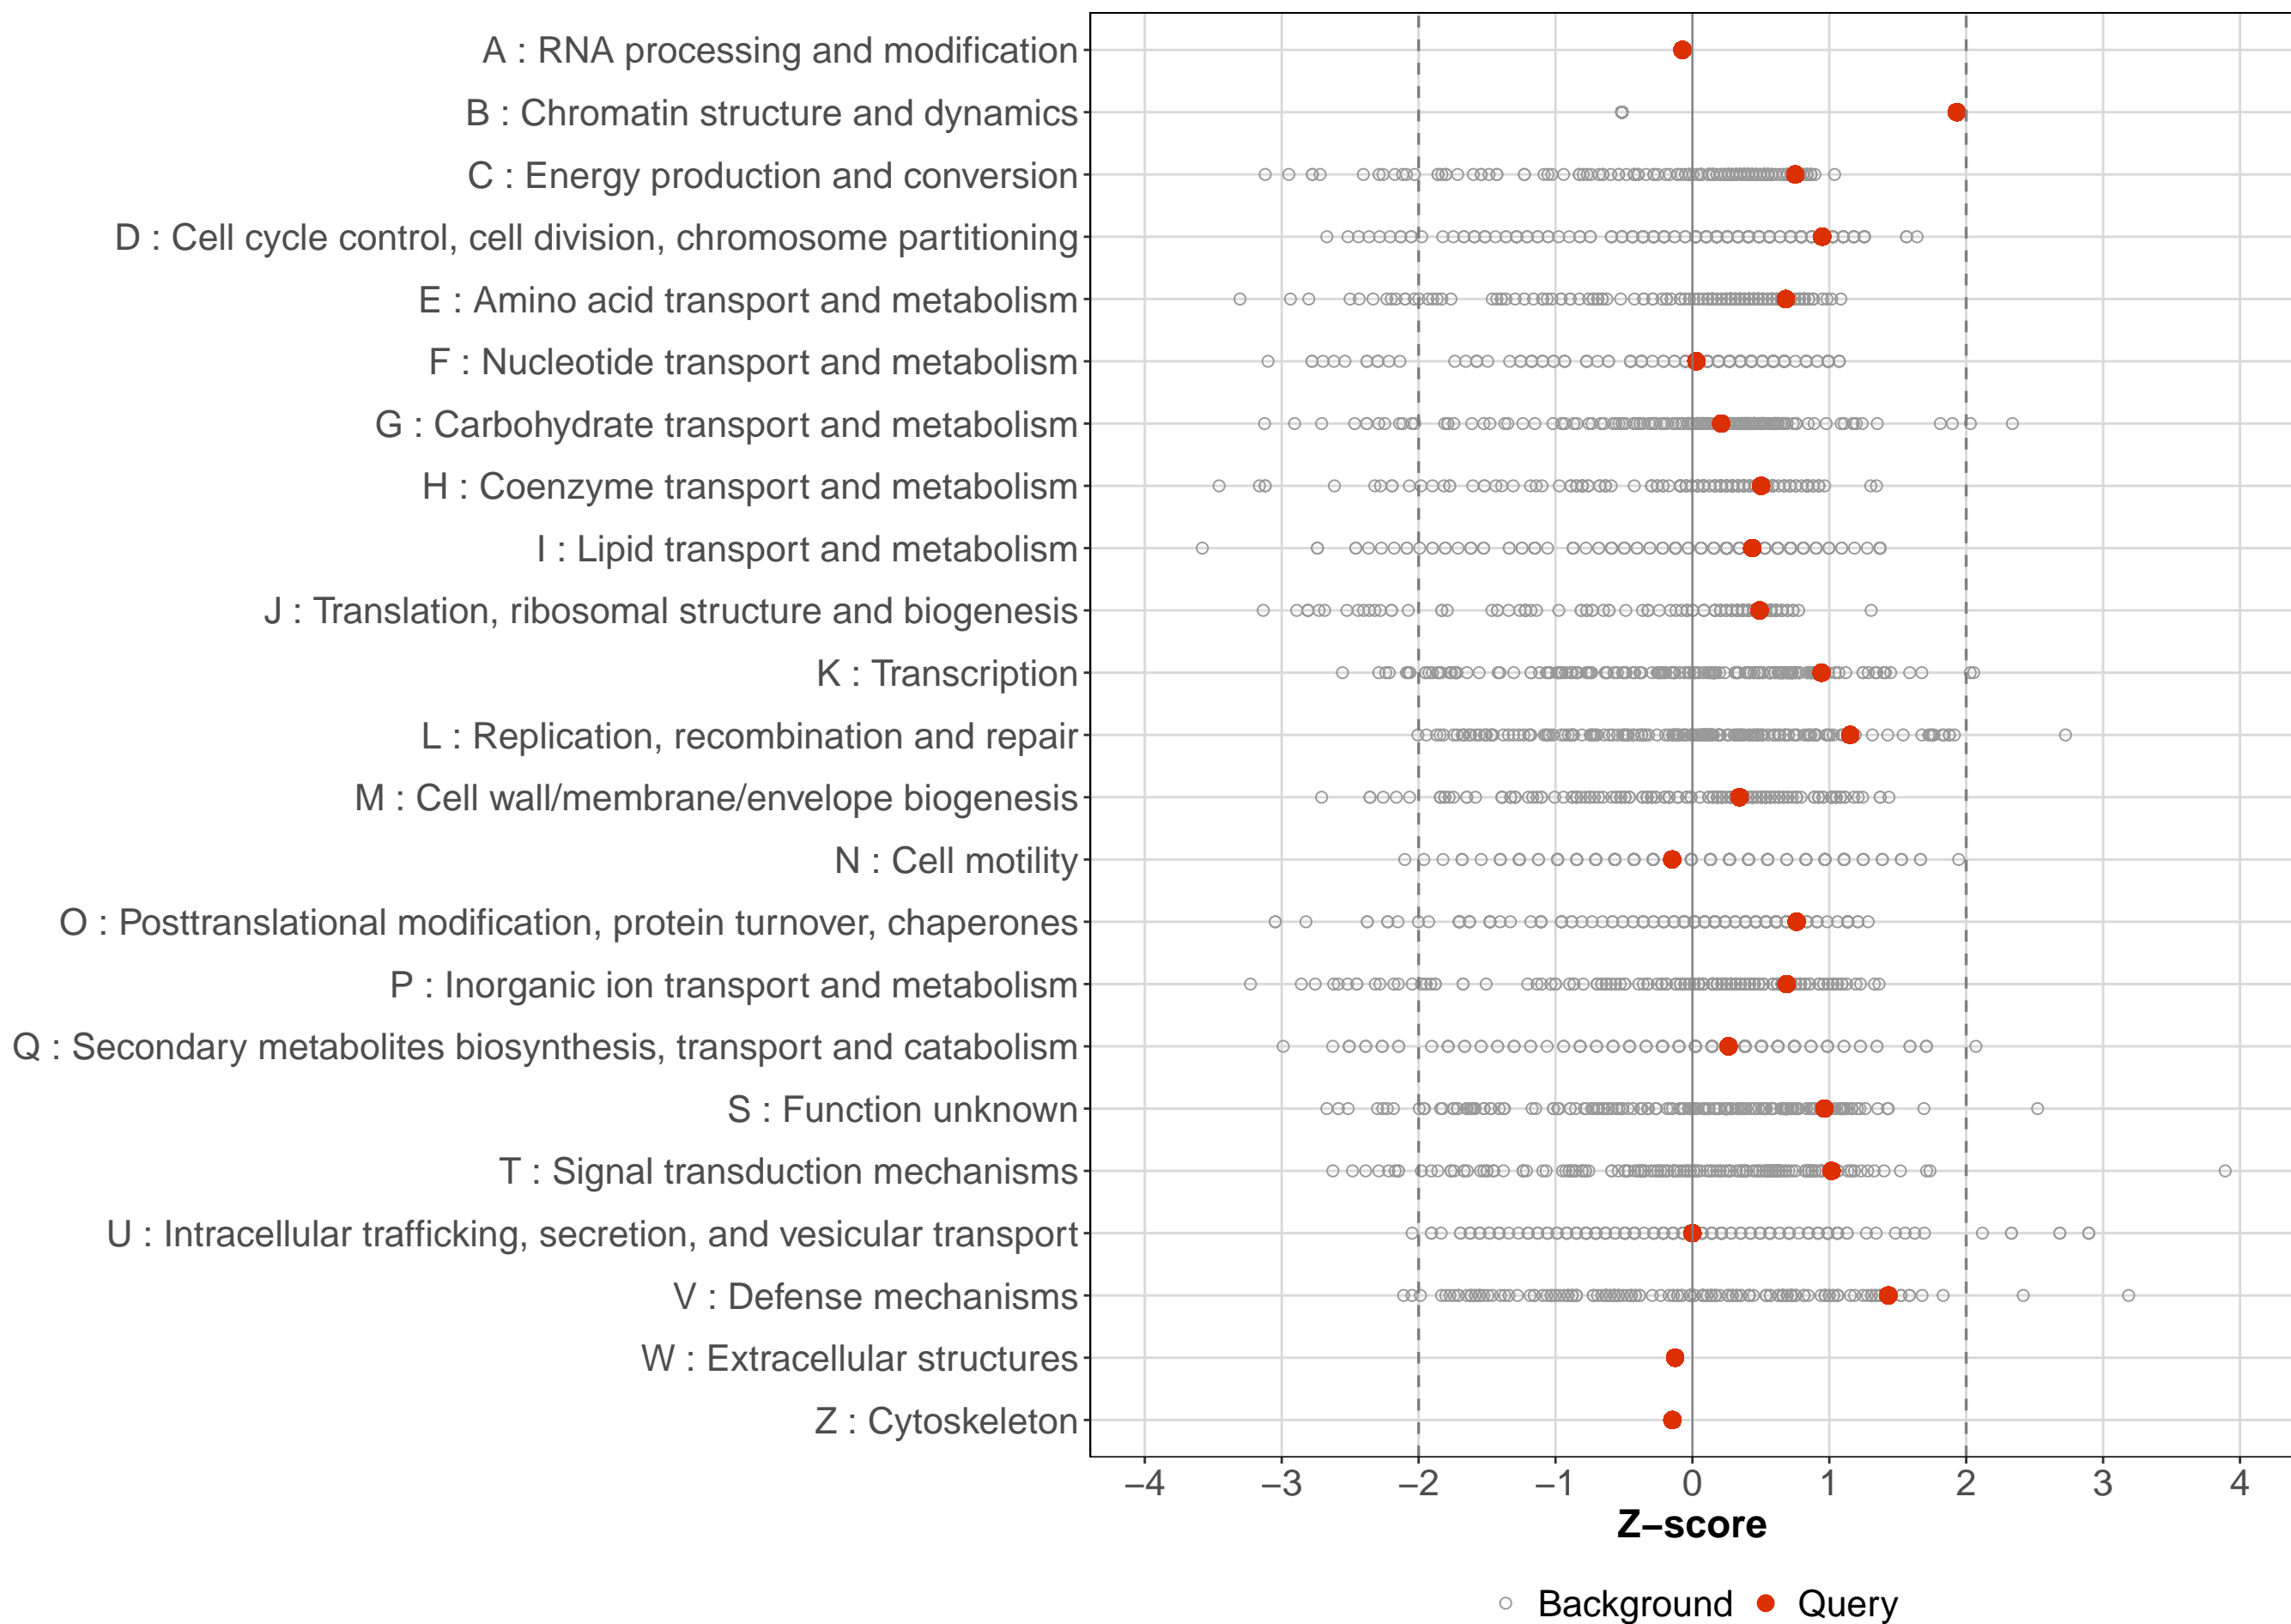 A : RNA processing and modification
B : Chromatin structure and dynamics
C : Energy production and conversion
D : Cell cycle control, cell division, chromosome partitioning
E : Amino acid transport and metabolism
F : Nucleotide transport and metabolism
G : Carbohydrate transport and metabolism
H : Coenzyme transport and metabolism
I : Lipid transport and metabolism
J : Translation, ribosomal structure and biogenesis
K : Transcription
L : Replication, recombination and repair
M : Cell wall/membrane/envelope biogenesis
N : Cell motility
O : Posttranslational modification, protein turnover, chaperones
P : Inorganic ion transport and metabolism
Q : Secondary metabolites biosynthesis, transport and catabolism
S : Function unknown
T : Signal transduction mechanisms
U : Intracellular trafficking, secretion, and vesicular transport
V : Defense mechanisms
W : Extracellular structures
Z : Cytoskeleton
−4 −3 −2 −1 0 1 2 3 4
Z−score
Background Query